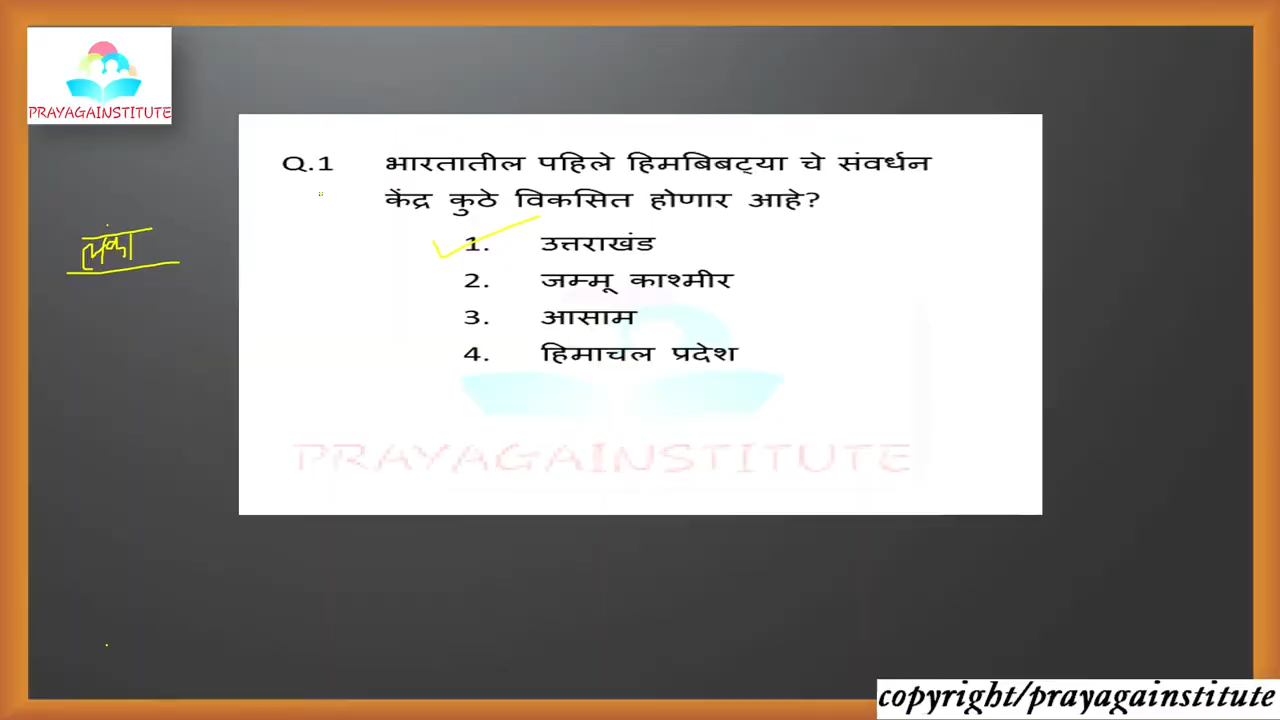 PRAYAGAINSTITUTE
Q.1 भारतातील पहिले हिमबिबट्या चे संवर्धन
केंद्र कुठे विकसित होणार आहे?
लंका
1. उत्तराखंड
2. जम्मू काश्मीर
3. आसाम
4. हिमाचल प्रदेश
PRAYAGAINSTITUTE
copyright/prayagainstitute